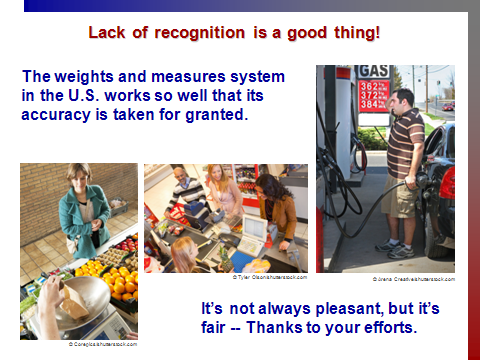 Lack of recognition is a good thing!
The weights and measures system
in the U.S. works so well that its
accuracy is taken for granted.
GAS
362
372
384
© Tyler Olson/shutterstock.com
© Arena Creative/shutterstock.com
It’s not always pleasant, but it’s
fair -- Thanks to your efforts.
© Corepics/shutterstock.com